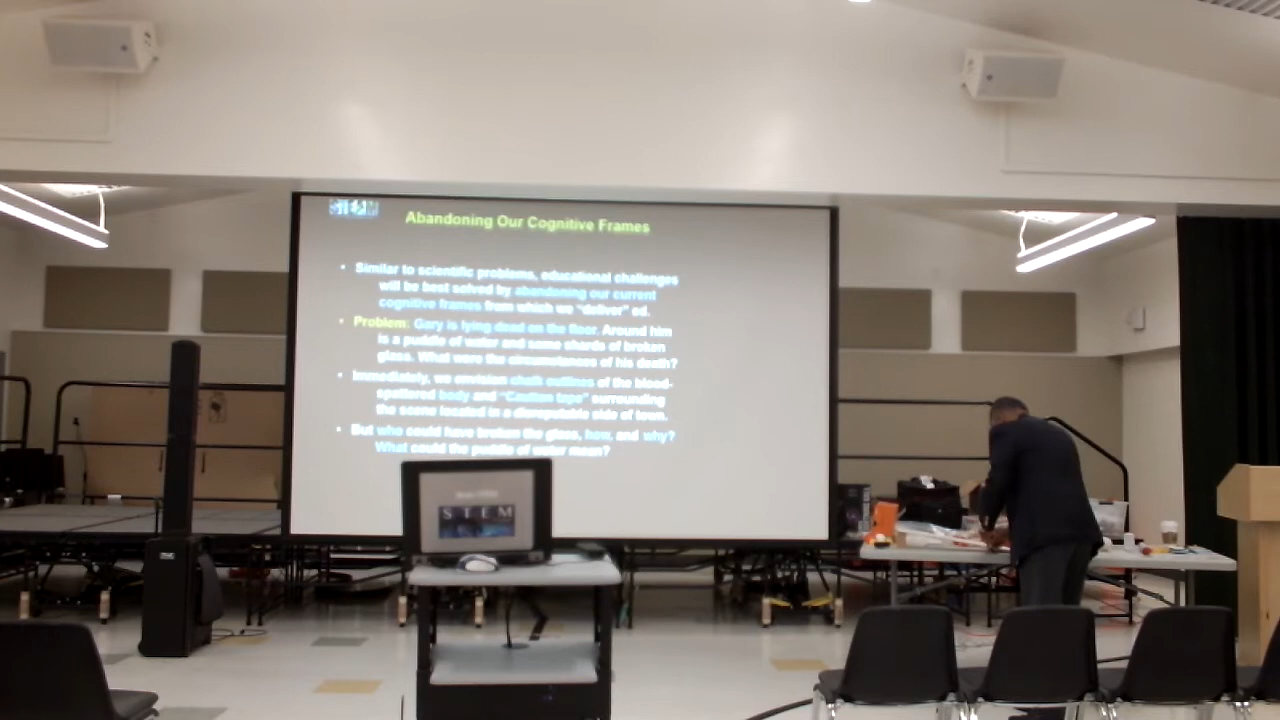 Abandoning Our Cognitive Frames
• Similar to scientific problems, educational challenges
will be best solved by abandoning our current
cognitive frames from which we "deliver" ed.
• Problem: Gary is lying dead on the floor. Around him
is a puddle of water and some shards of broken
glass. What were the circumstances of his death?
• Immediately, we envision chalk outlines of the blood-
spattered body and "Caution tape" surrounding
the scene located in a disreputable side of town.
• But who could have broken the glass, how, and why?
What could the puddle of water mean?
STEM